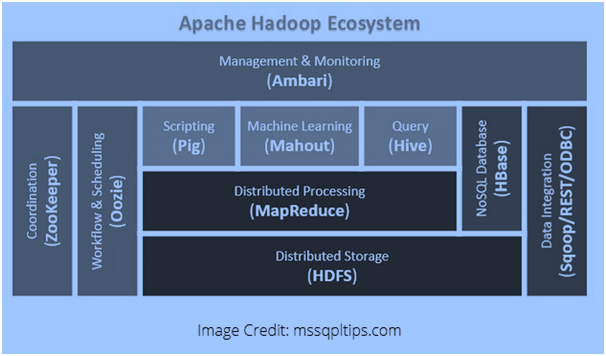 Apache Hadoop Ecosystem
Management & Monitoring
(Ambari)
Coordination
(ZooKeeper)
Workflow & Scheduling
(Oozie)
Scripting
(Pig)
Machine Learning
(Mahout)
Query
(Hive)
Distributed Processing
(MapReduce)
Distributed Storage
(HDFS)
NoSQL Database
(HBase)
Data Integration
(Sqoop/REST/ODBC)
Image Credit: mssqpltips.com